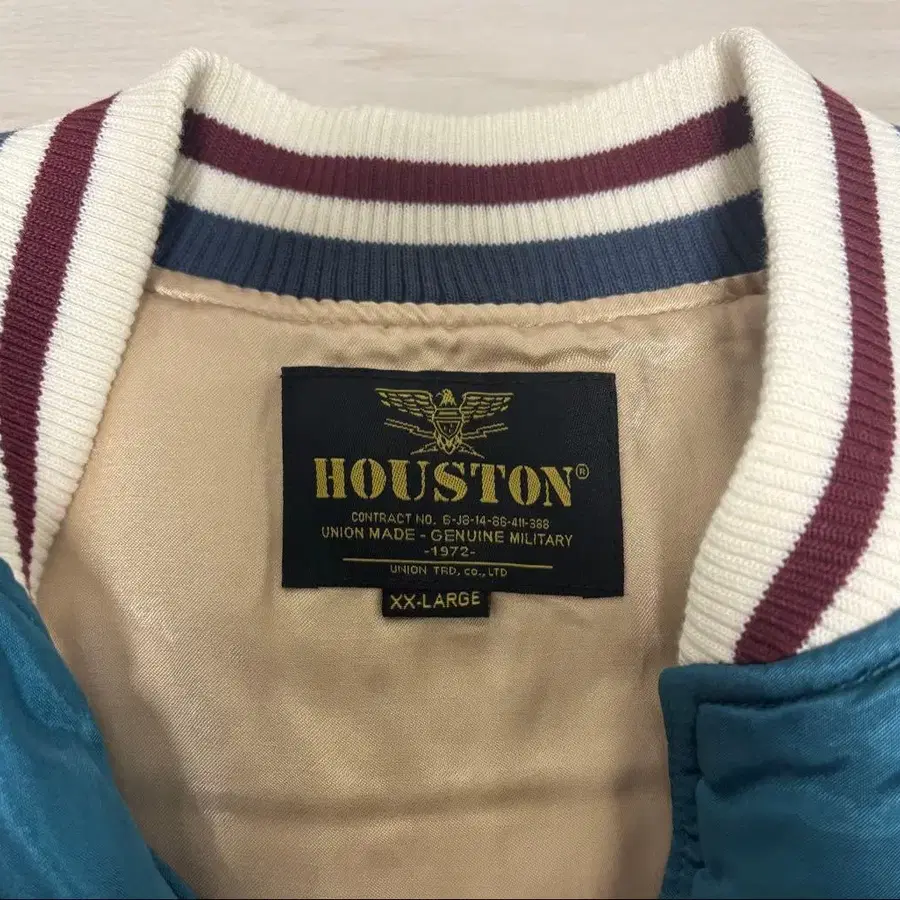 HOUSTON®
CONTRACT NO. 6-J8-14-86-411-388
UNION MADE - GENUINE MILITARY
-1972-
UNION TRD, CO., LTD
XX-LARGE